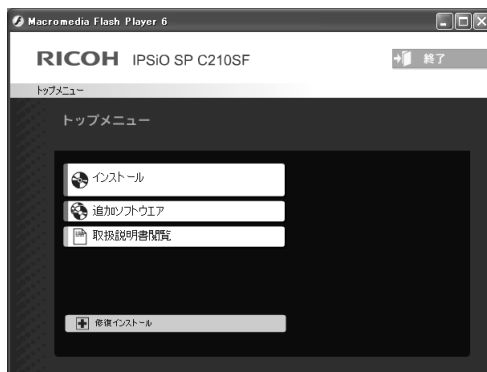 Macromedia Flash Player 6
RICOH IPSiO SP C210SF
終了
トップメニュー
トップメニュー
インストール
追加ソフトウエア
取扱説明書閲覧
修復インストール